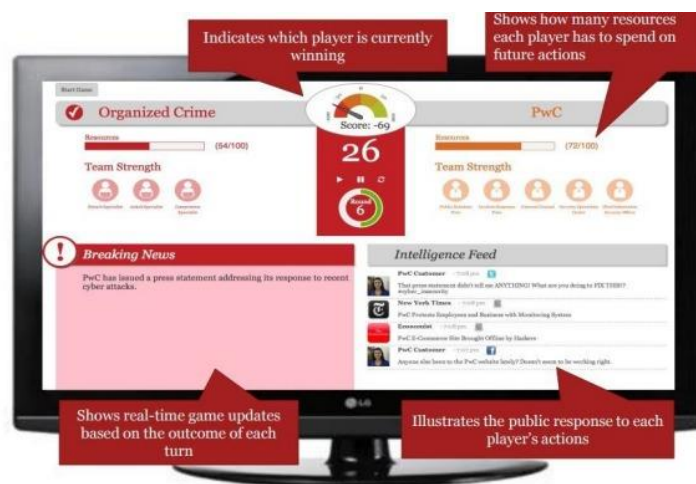 Indicates which player is currently
winning
Shows how many resources
each player has to spend on
future actions
Start Game
Organized Crime
Score: -69
PwC
Resources
(54/100)
26
Resources
(72/100)
Team Strength
Team Strength
Round
6
Breaking News
PwC has issued a press statement addressing its response to recent
cyber attacks.
Intelligence Feed
PwC Customer
That press statement didn't tell me ANYTHING! What are you doing to FIX THIS!?
New York Times
PwC Protects Employees and Business with Monitoring System
Economist
PwC E-Commerce Site Brought Offline by Hackers
PwC Customer
Anyone else been to the PwC website lately? Doesn't seem to be working right.
Shows real-time game updates
based on the outcome of each
turn
LG
Illustrates the public response to each
player's actions